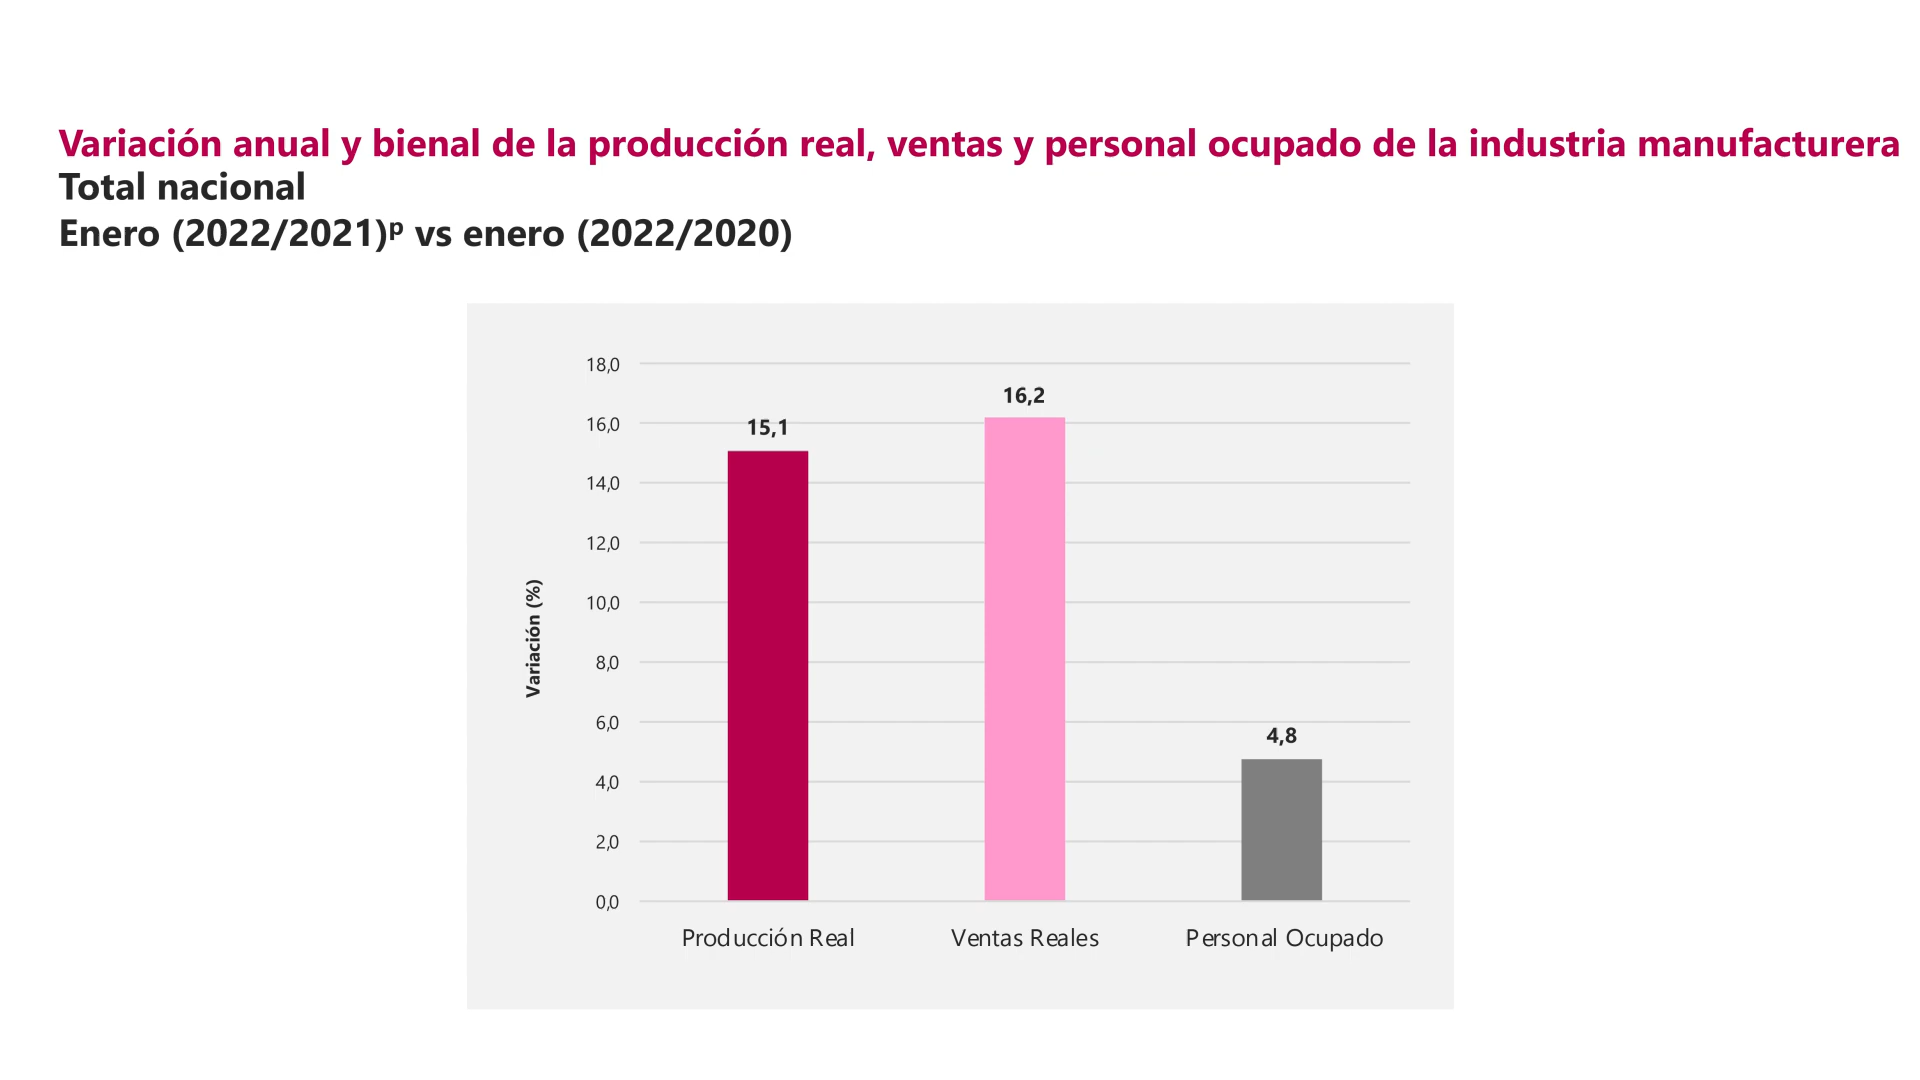 Variación anual y bienal de la producción real, ventas y personal ocupado de la industria manufacturera
Total nacional
Enero (2022/2021)ᵖ vs enero (2022/2020)
18,0
16,0
14,0
12,0
10,0
8,0
6,0
4,0
2,0
0,0
Variación (%)
15,1
16,2
4,8
Producción Real
Ventas Reales
Personal Ocupado